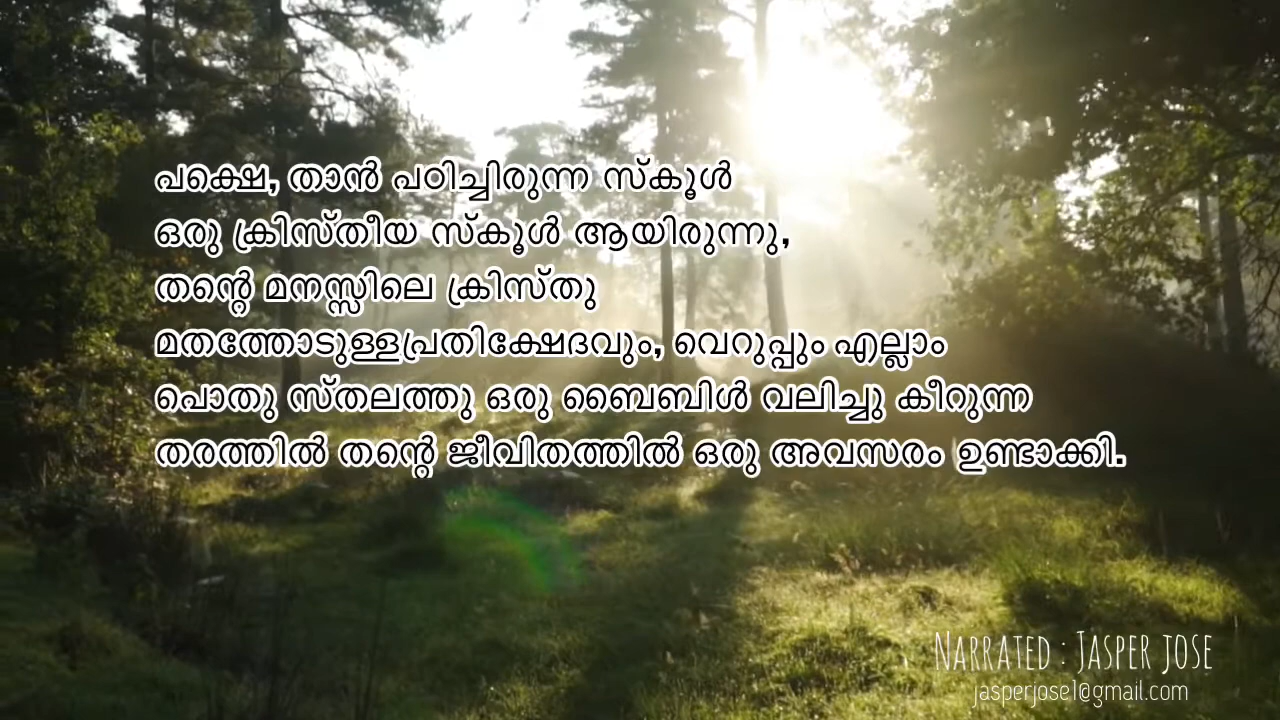 പക്ഷെ, താൻ പഠിച്ചിരുന്ന സ്കൂൾ
ഒരു ക്രിസ്തീയ സ്കൂൾ ആയിരുന്നു,
തന്റെ മനസ്സിലെ ക്രിസ്തു
മതത്തോടുള്ളപ്രതിക്ഷേദവും, വെറുപ്പും എല്ലാം
പൊതു സ്തലത്തു ഒരു ബൈബിൾ വലിച്ചു കീറുന്ന
തരത്തിൽ തന്റെ ജീവിതത്തിൽ ഒരു അവസരം ഉണ്ടാക്കി.
NARRATED : JASPER JOSE
jasperjose1@gmail.com